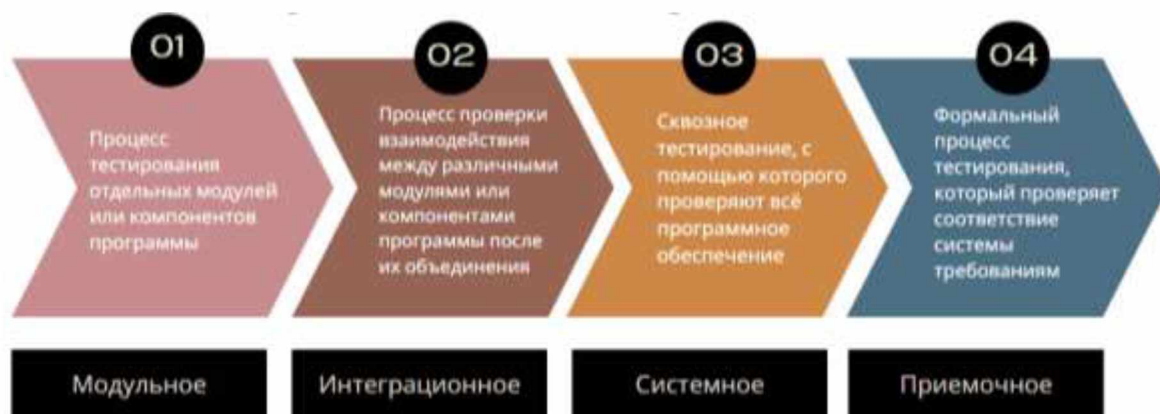 01
Процесс
тестирования
отдельных модулей
или компонентов
программы
Модульное
02
Процесс проверки
взаимодействия
между различными
модулями или
компонентами
программы после
их объединения
Интеграционное
03
Сквозное
тестирование, с
помощью которого
проверяют всё
программное
обеспечение
Системное
04
Формальный
процесс
тестирования,
который проверяет
соответствие
системы
требованиям
Приемочное